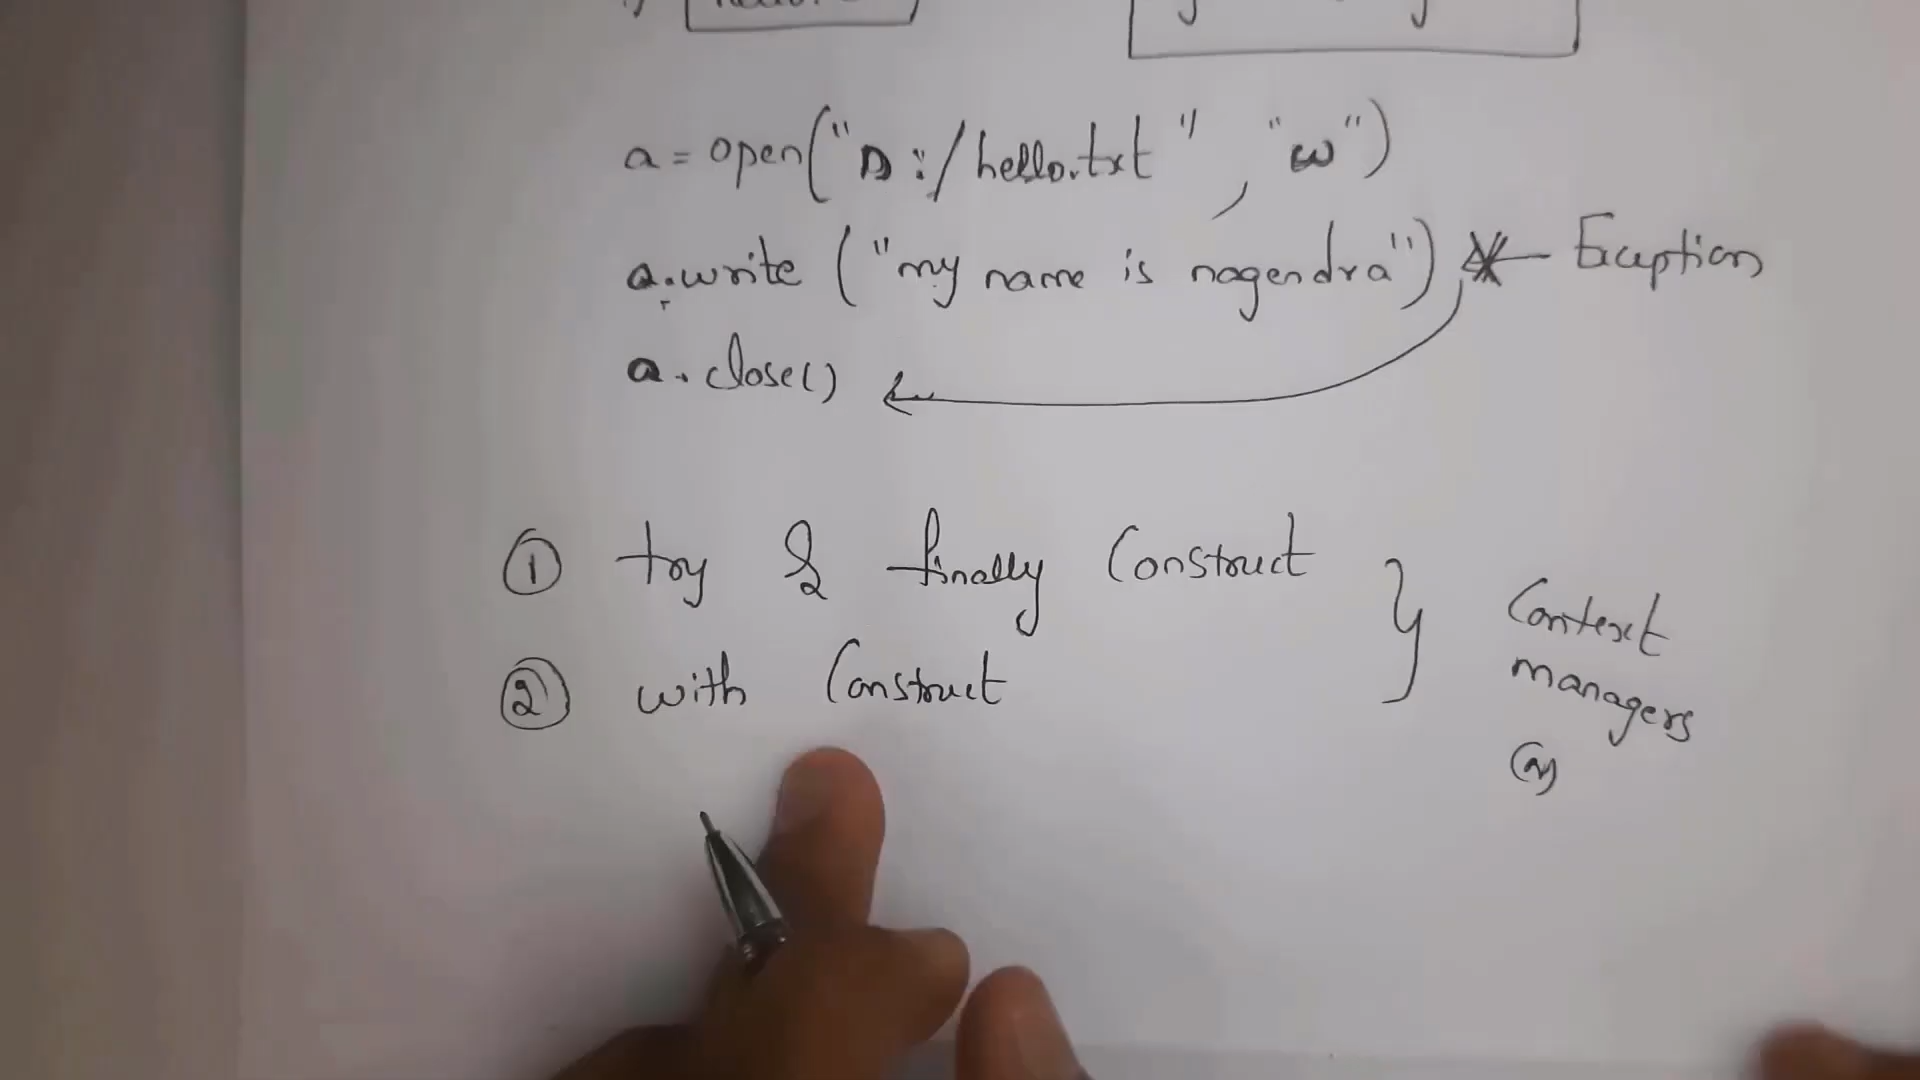 a = open("D:/hello.txt", "w")
a.write("my name is nagendra") ← Exception
a.close() ←
① try & finally Construct
② with Construct
} Context
managers